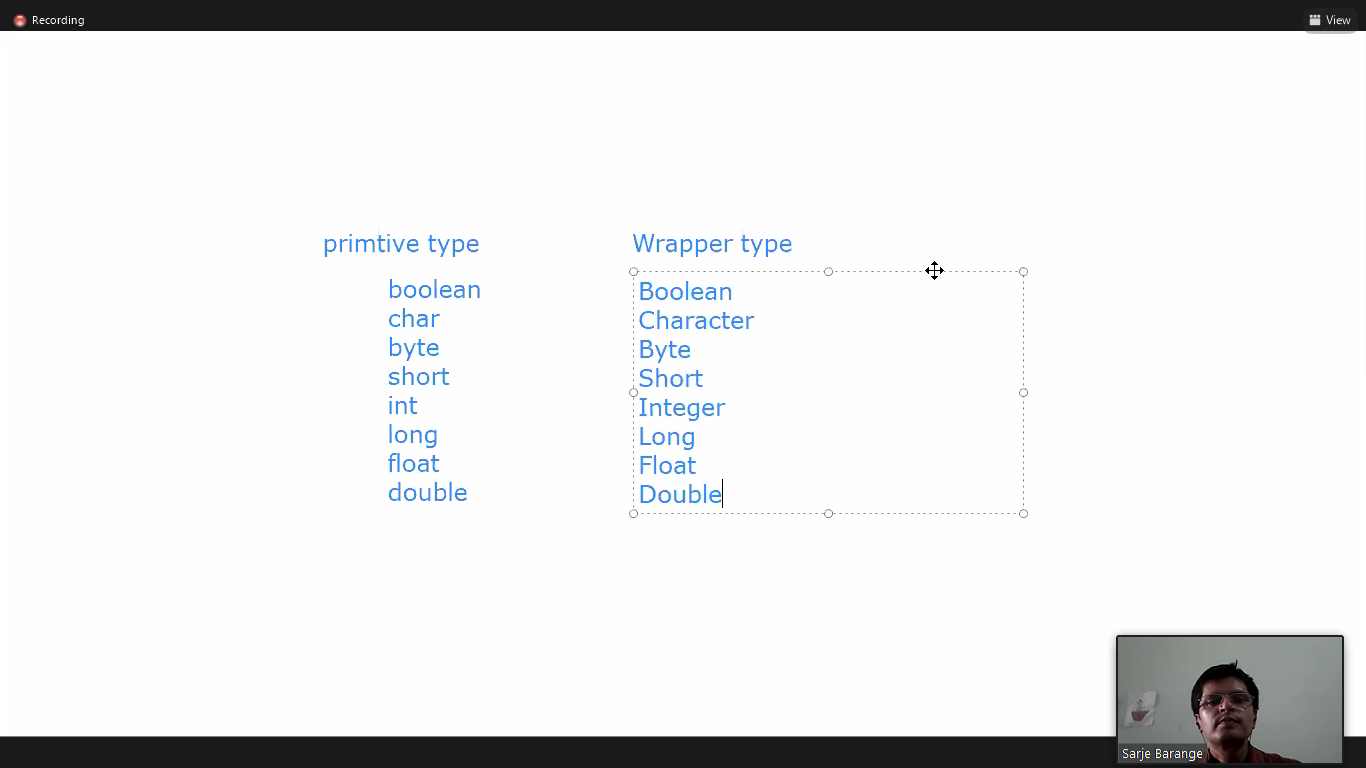 Recording
View
primtive type
Wrapper type
boolean
char
byte
short
int
long
float
double
Boolean
Character
Byte
Short
Integer
Long
Float
Double
Sarje Barange